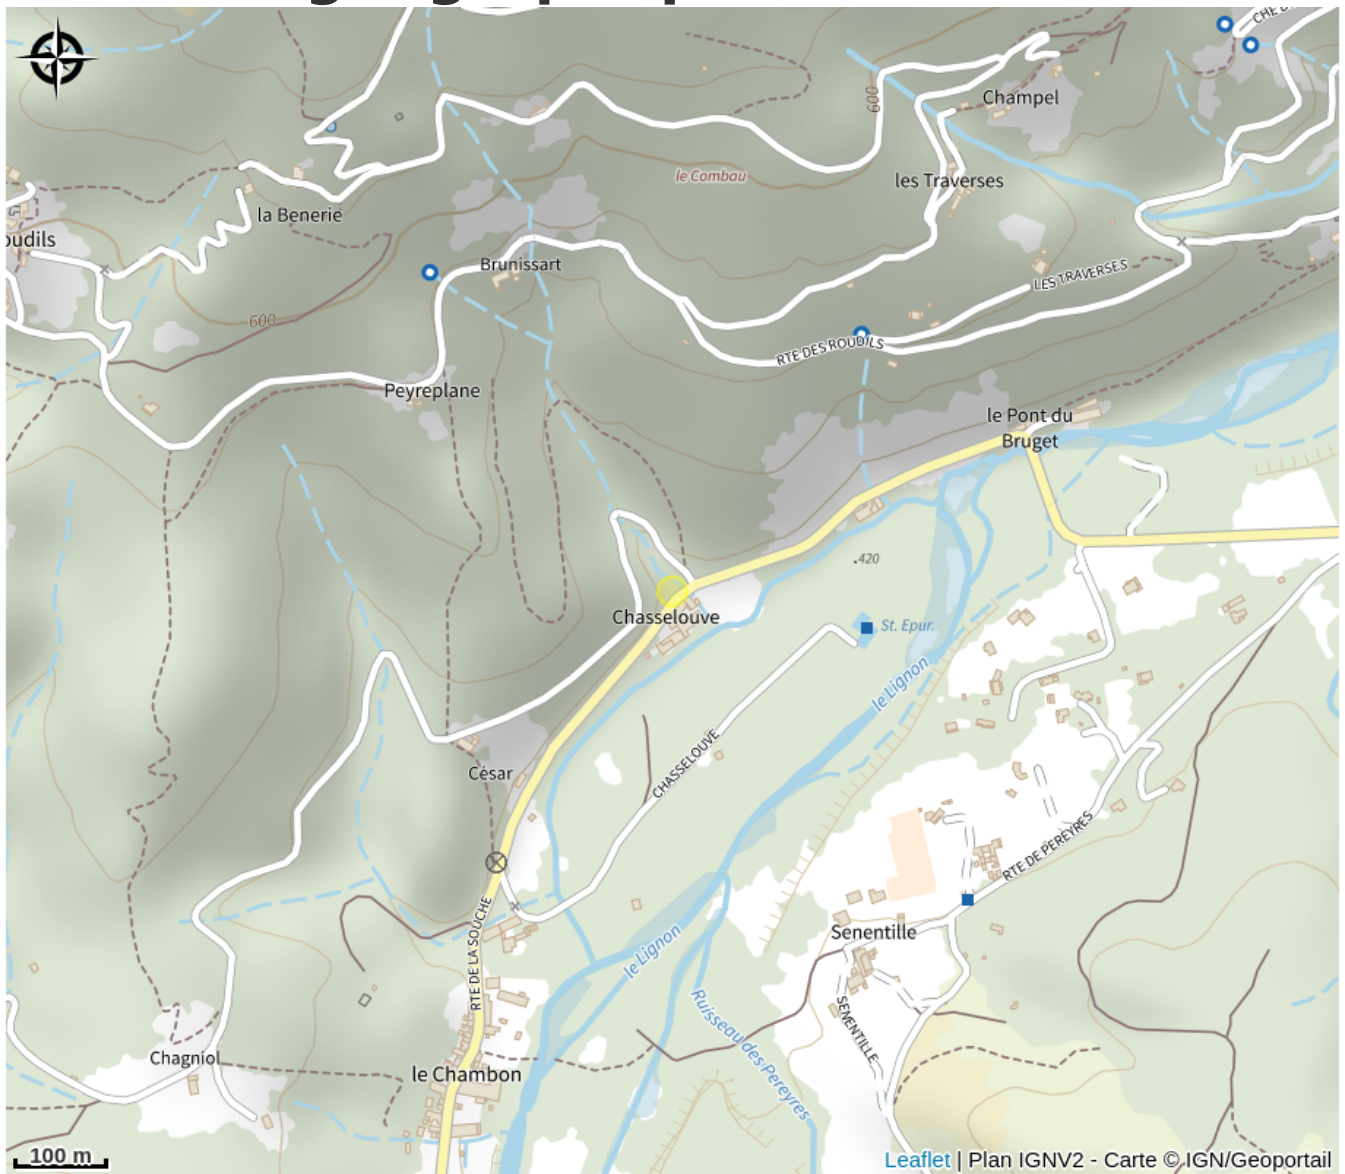 CHE D
Champel
600
le Combau
les Traverses
la Benerie
oudils
Brunissart
LES TRAVERSES
600
RTE DES ROUDILS
Peyreplane
le Pont du
Bruget
.420
Chasselouve
St. Epur.
le Lignon
CHASSELOUVE
César
RTE DE PEREYRES
RTE DE LA SOUCHE
Senentille
le Lignon
SENENTILLE
Ruisseau des Pereyres
Chagniol
le Chambon
100 m
Leaflet | Plan IGNV2 - Carte © IGN/Geoportail